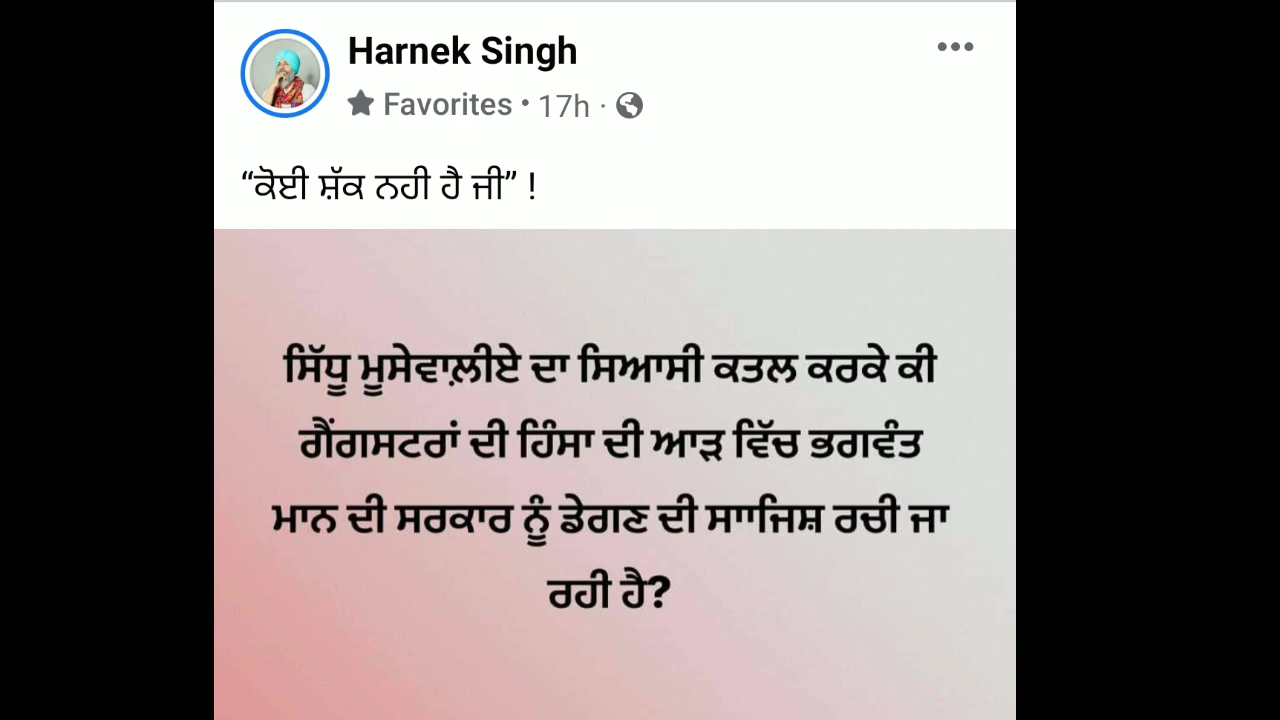 Harnek Singh
Favorites • 17h ·
“ਕੋਈ ਸ਼ੱਕ ਨਹੀ ਹੈ ਜੀ” !
ਸਿੱਧੂ ਮੂਸੇਵਾਲ਼ੀਏ ਦਾ ਸਿਆਸੀ ਕਤਲ ਕਰਕੇ ਕੀ
ਗੈਂਗਸਟਰਾਂ ਦੀ ਹਿੰਸਾ ਦੀ ਆੜ ਵਿੱਚ ਭਗਵੰਤ
ਮਾਨ ਦੀ ਸਰਕਾਰ ਨੂੰ ਡੇਗਣ ਦੀ ਸਾਾਜਿਸ਼ ਰਚੀ ਜਾ
ਰਹੀ ਹੈ?